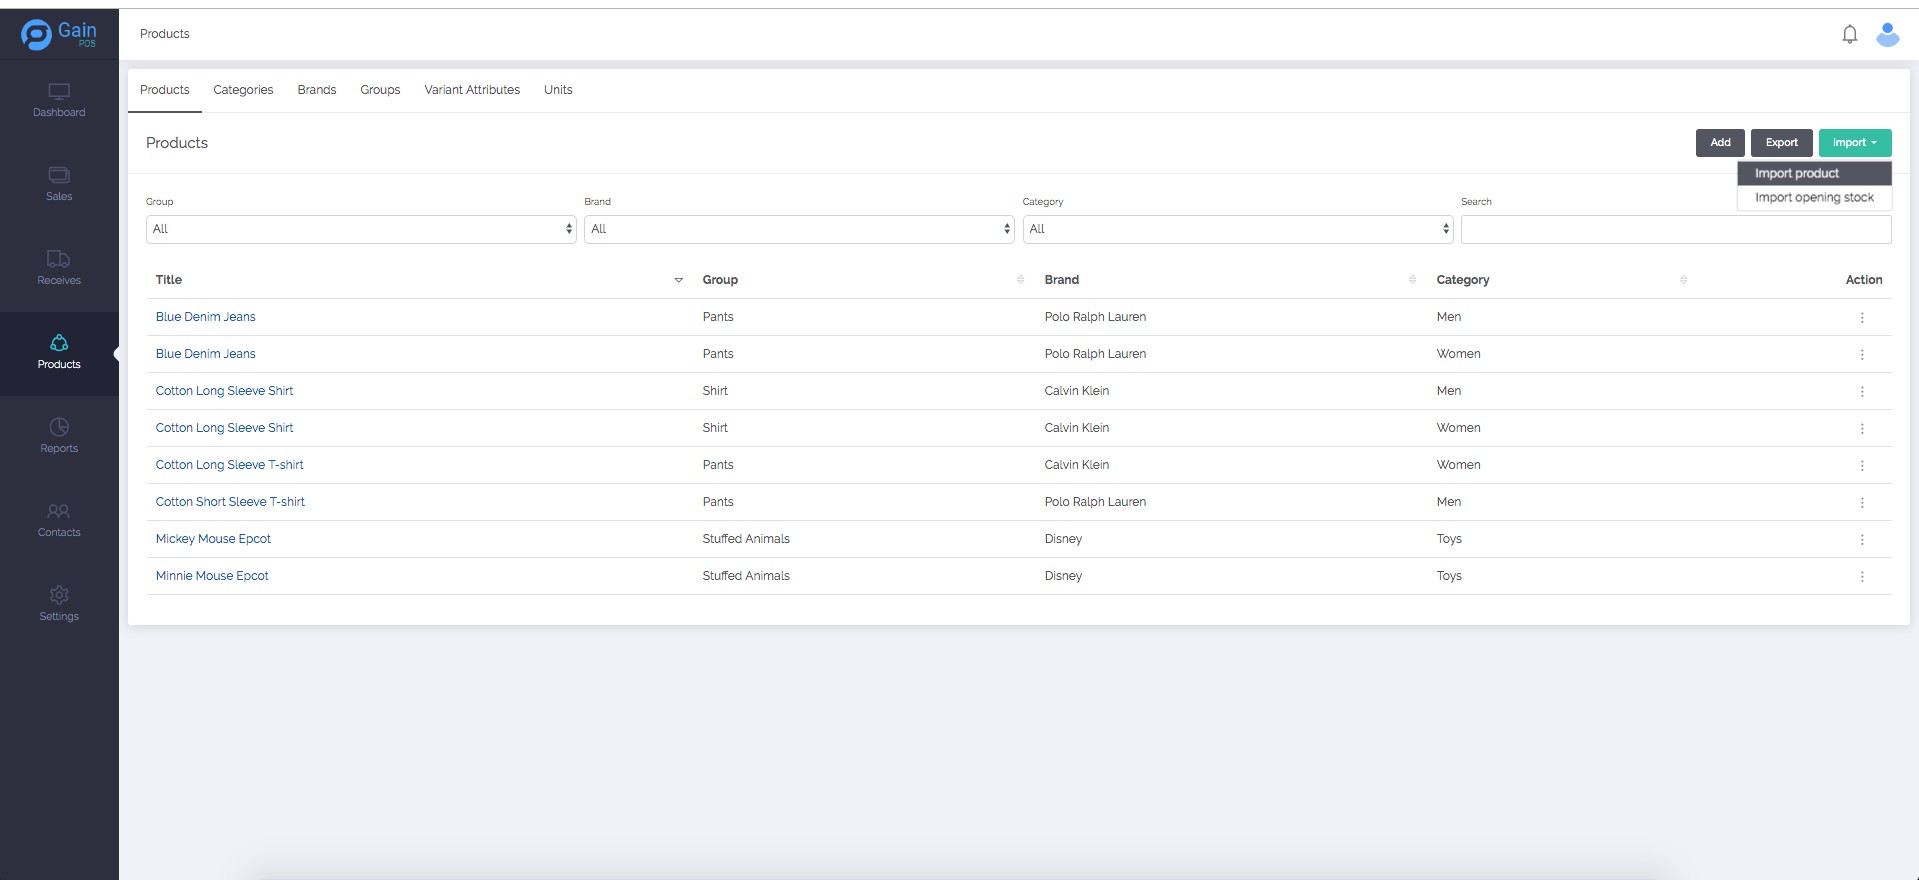 Gain
POS
Products
Dashboard
Sales
Receives
Products
Reports
Contacts
Settings
Products Categories Brands Groups Variant Attributes Units
Products
Add Export Import
Import product
Import opening stock
Group Brand Category Search
All All All
Title Group Brand Category Action
Blue Denim Jeans Pants Polo Ralph Lauren Men
Blue Denim Jeans Pants Polo Ralph Lauren Women
Cotton Long Sleeve Shirt Shirt Calvin Klein Men
Cotton Long Sleeve Shirt Shirt Calvin Klein Women
Cotton Long Sleeve T-shirt Pants Calvin Klein Women
Cotton Short Sleeve T-shirt Pants Polo Ralph Lauren Men
Mickey Mouse Epcot Stuffed Animals Disney Toys
Minnie Mouse Epcot Stuffed Animals Disney Toys